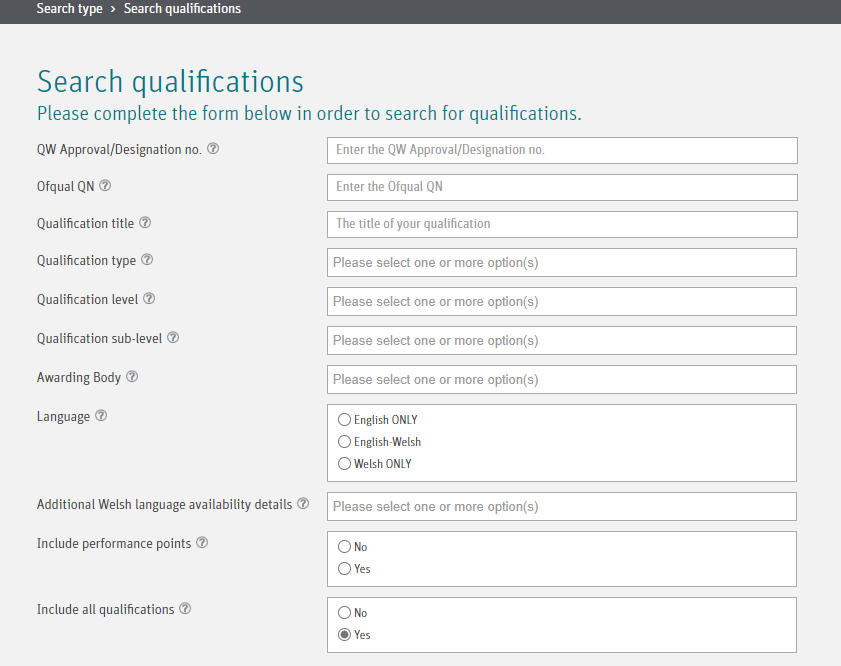 Search type › Search qualifications
Search qualifications
Please complete the form below in order to search for qualifications.
QW Approval/Designation no. ? Enter the QW Approval/Designation no.
Ofqual QN ? Enter the Ofqual QN
Qualification title ? The title of your qualification
Qualification type ? Please select one or more option(s)
Qualification level ? Please select one or more option(s)
Qualification sub-level ? Please select one or more option(s)
Awarding Body ? Please select one or more option(s)
Language ? English ONLY
English-Welsh
Welsh ONLY
Additional Welsh language availability details ? Please select one or more option(s)
Include performance points ? No
Yes
Include all qualifications ? No
Yes